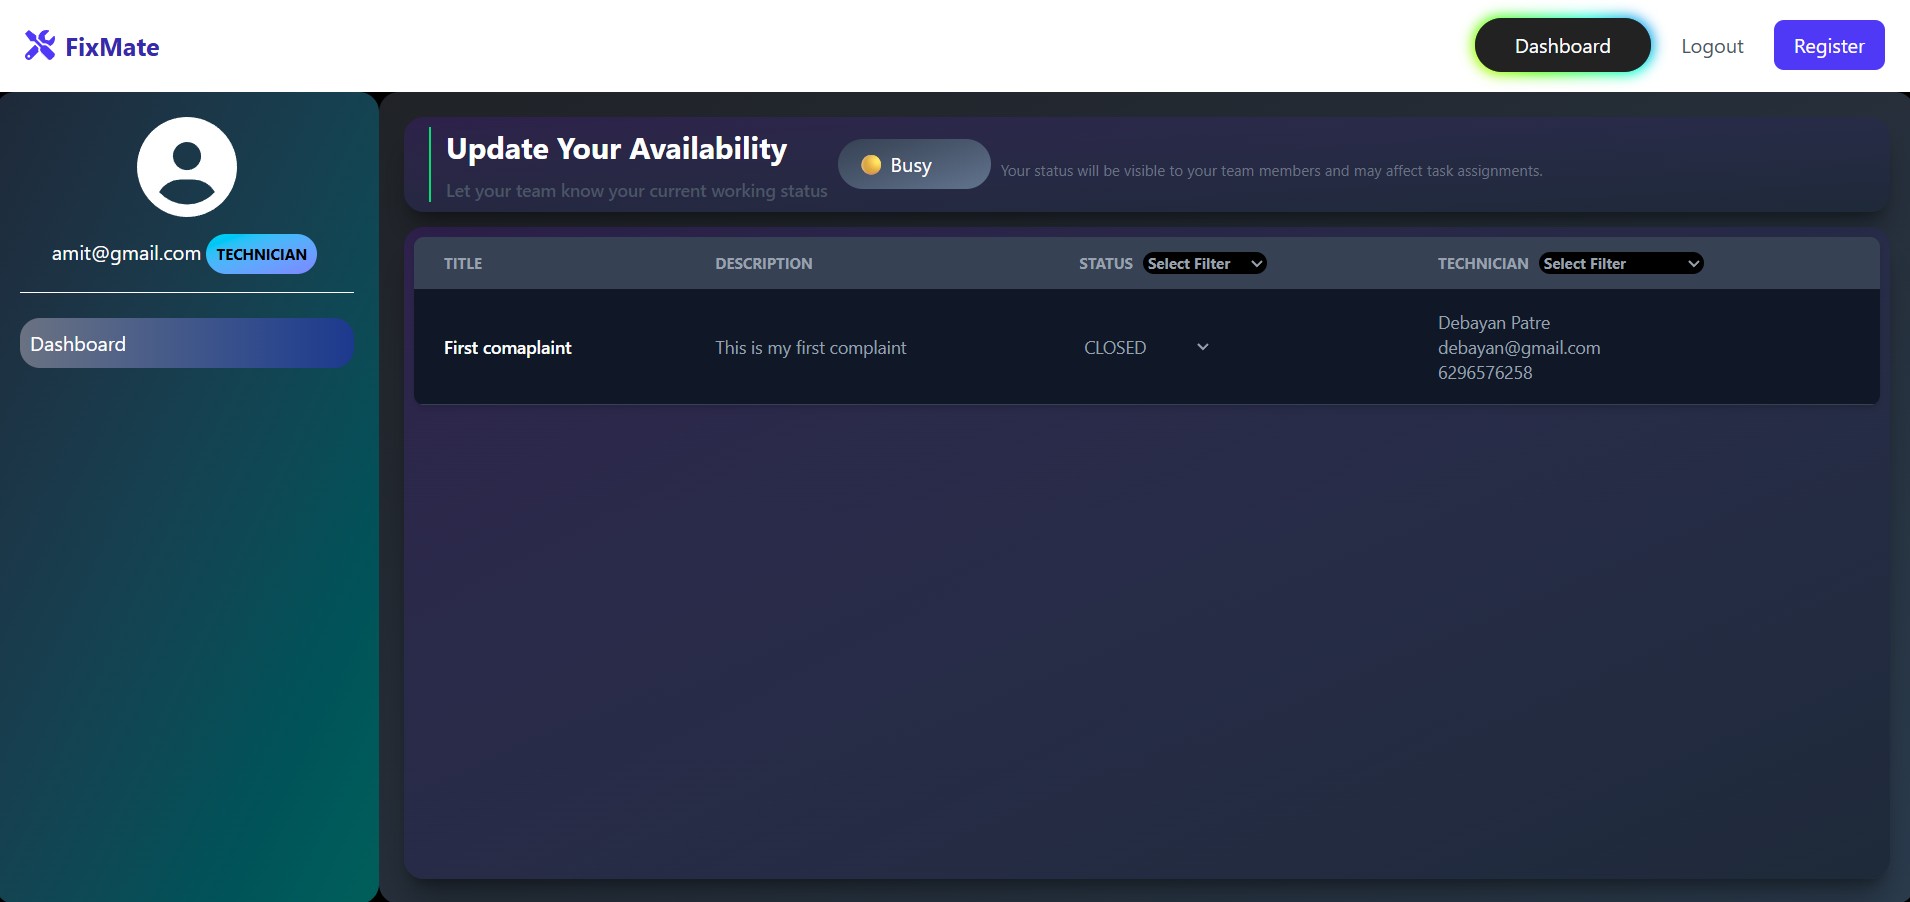 FixMate
Dashboard
Logout
Register
amit@gmail.com TECHNICIAN
Dashboard
Update Your Availability
Let your team know your current working status
Busy
Your status will be visible to your team members and may affect task assignments.
TITLE DESCRIPTION STATUS Select Filter TECHNICIAN Select Filter
First comaplaint
This is my first complaint
CLOSED
Debayan Patre
debayan@gmail.com
6296576258